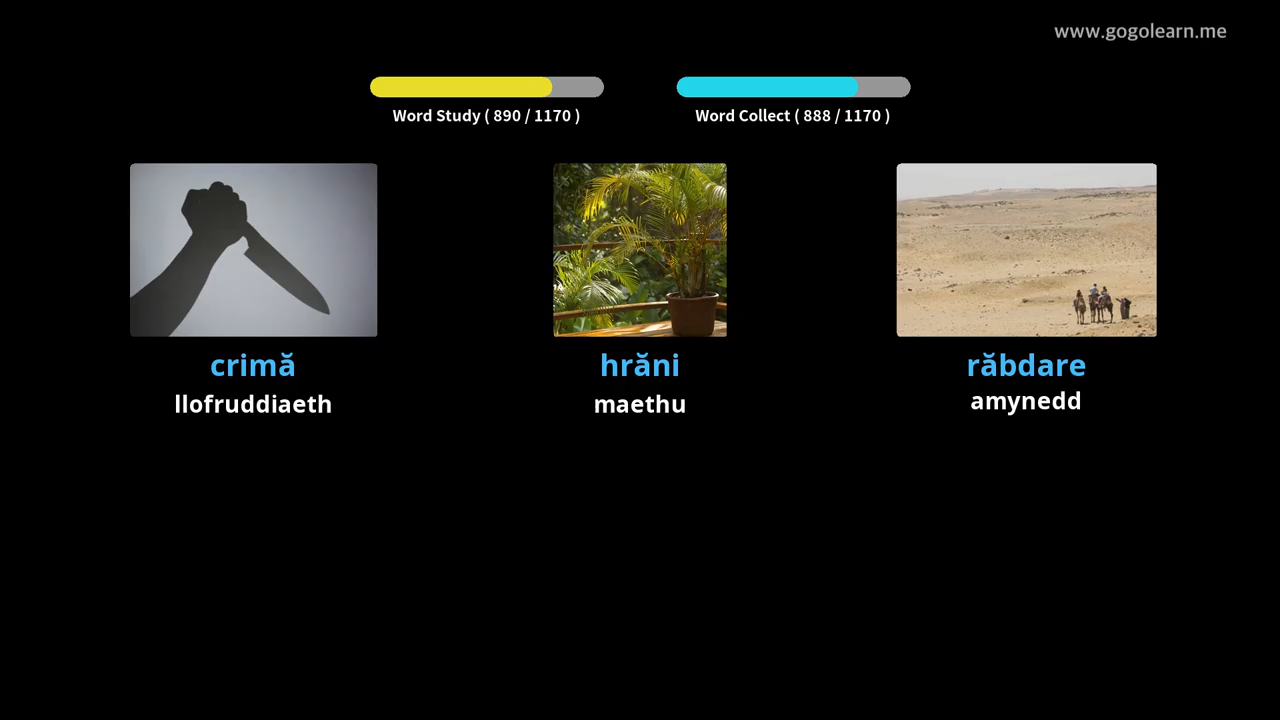 www.gogolearn.me
Word Study ( 890 / 1170 )
Word Collect ( 888 / 1170 )
crimă
hrăni
răbdare
llofruddiaeth
maethu
amynedd